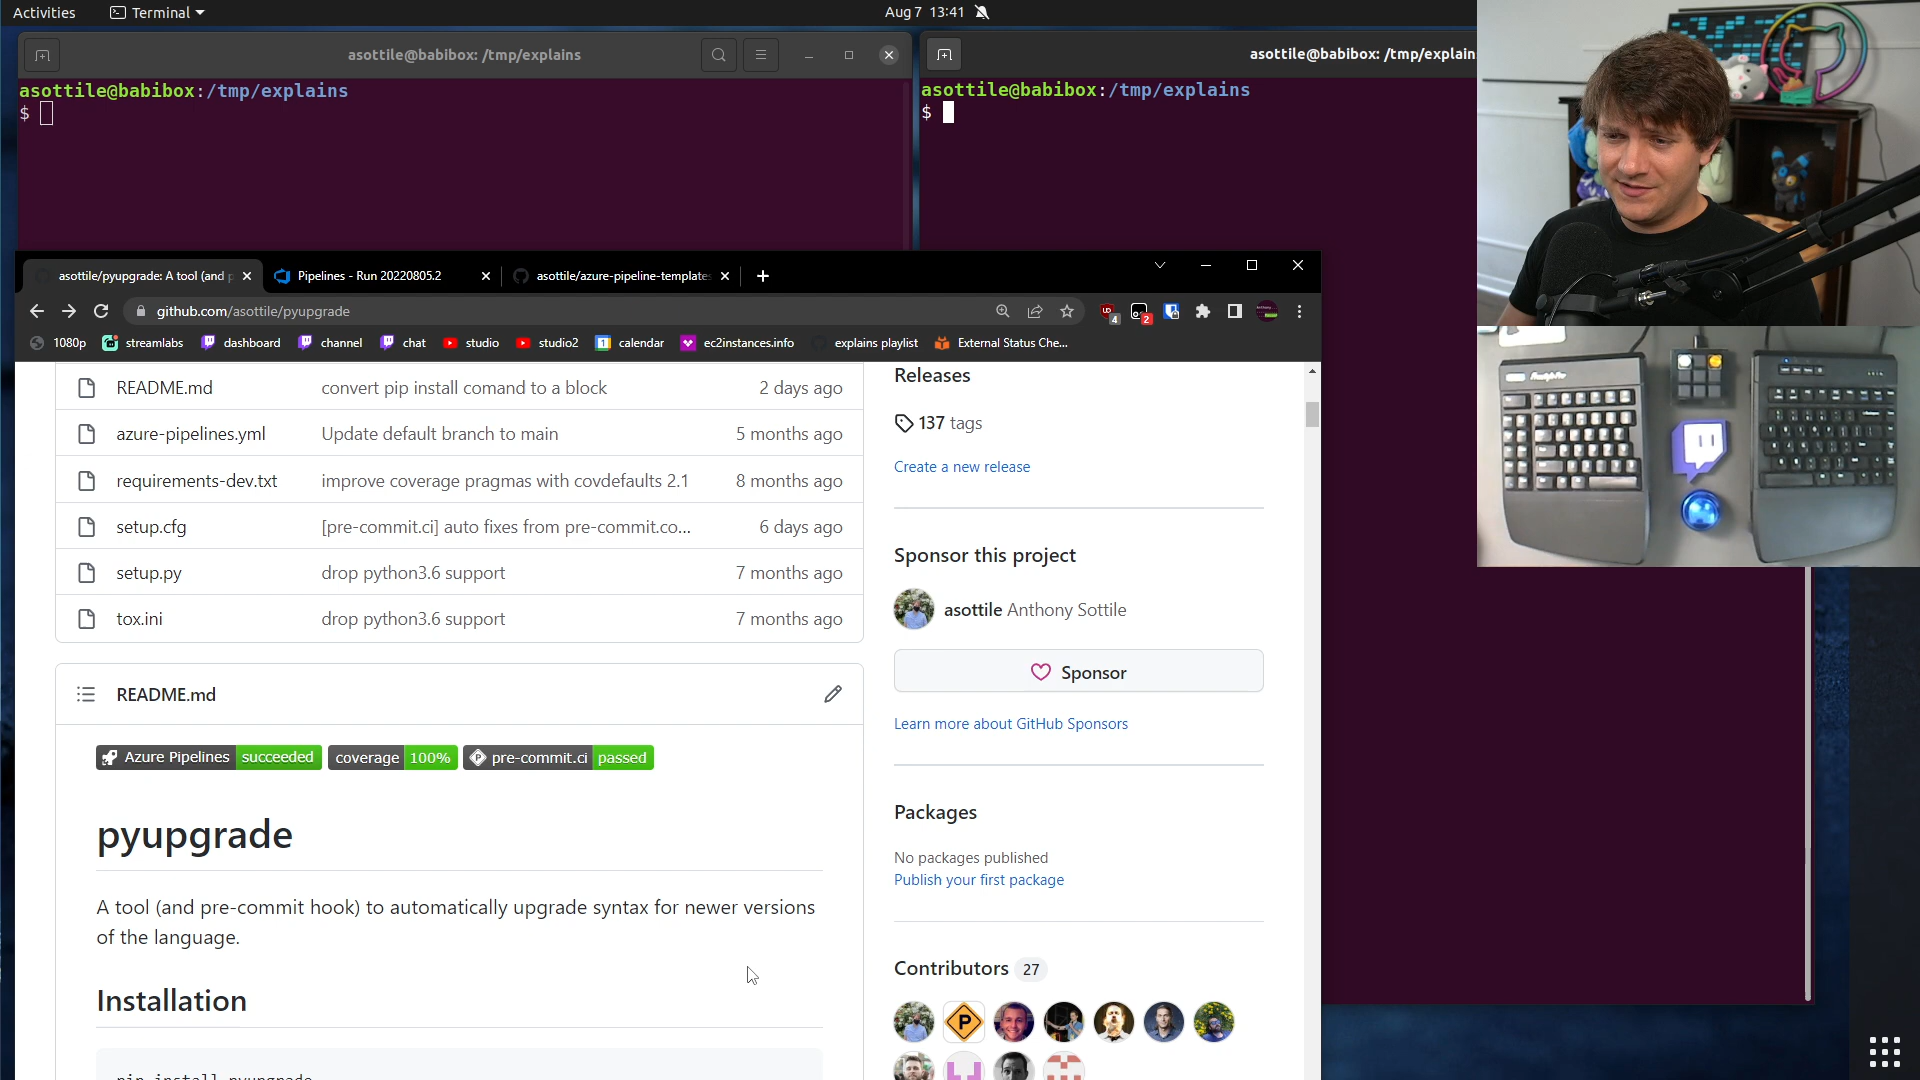 Activities
Terminal
Aug 7 13:41
asottile@babibox: /tmp/explains
asottile@babibox:/tmp/explains
$
asottile@babibox: /tmp/explain
asottile@babibox:/tmp/explains
$
asottile/pyupgrade: A tool (and p
Pipelines - Run 20220805.2
asottile/azure-pipeline-templates
github.com/asottile/pyupgrade
4
2
1080p
streamlabs
dashboard
channel
chat
studio
studio2
calendar
ec2instances.info
explains playlist
External Status Che...
README.md convert pip install comand to a block 2 days ago
azure-pipelines.yml Update default branch to main 5 months ago
requirements-dev.txt improve coverage pragmas with covdefaults 2.1 8 months ago
setup.cfg [pre-commit.ci] auto fixes from pre-commit.co... 6 days ago
setup.py drop python3.6 support 7 months ago
tox.ini drop python3.6 support 7 months ago
README.md
Azure Pipelines succeeded
coverage 100%
pre-commit.ci passed
pyupgrade
A tool (and pre-commit hook) to automatically upgrade syntax for newer versions
of the language.
Installation
pip install pyupgrade
Releases
137 tags
Create a new release
Sponsor this project
asottile Anthony Sottile
Sponsor
Learn more about GitHub Sponsors
Packages
No packages published
Publish your first package
Contributors 27